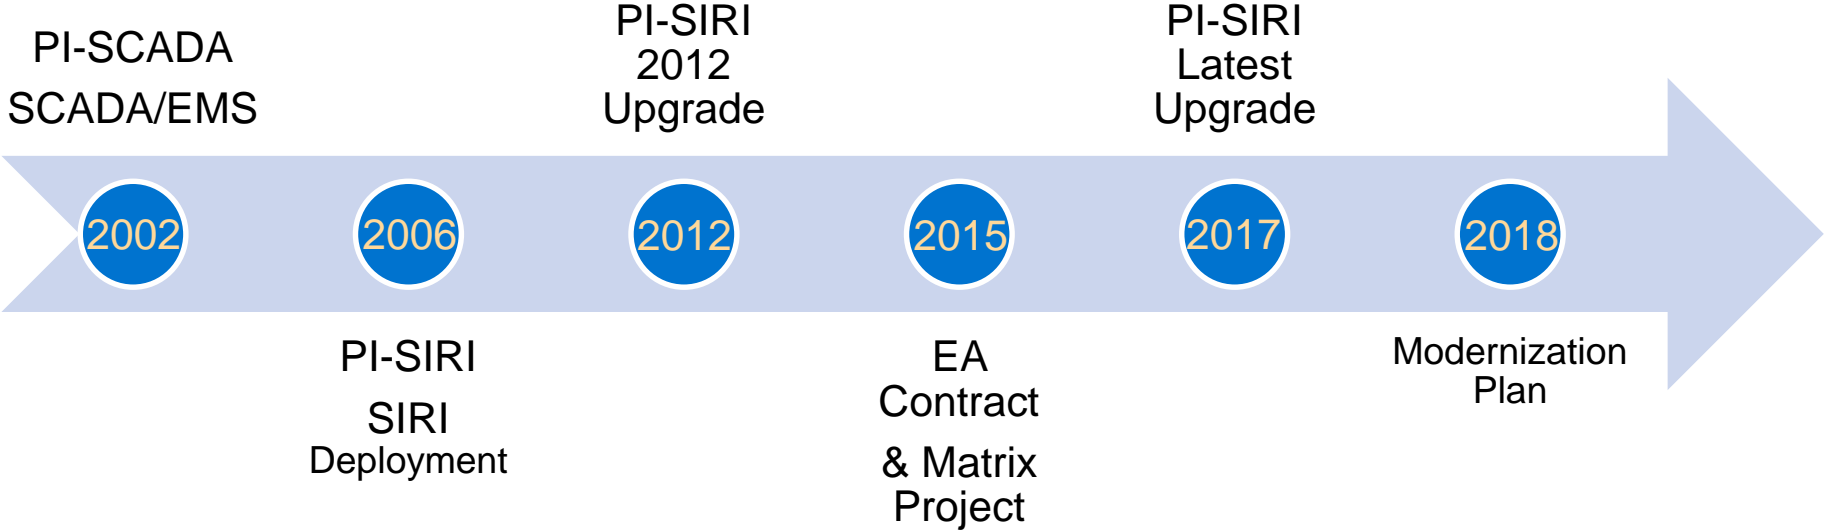 PI-SCADA
SCADA/EMS
PI-SIRI
2012
Upgrade
PI-SIRI
Latest
Upgrade
2002
2006
2012
2015
2017
2018
PI-SIRI
SIRI
Deployment
EA
Contract
& Matrix
Project
Modernization
Plan